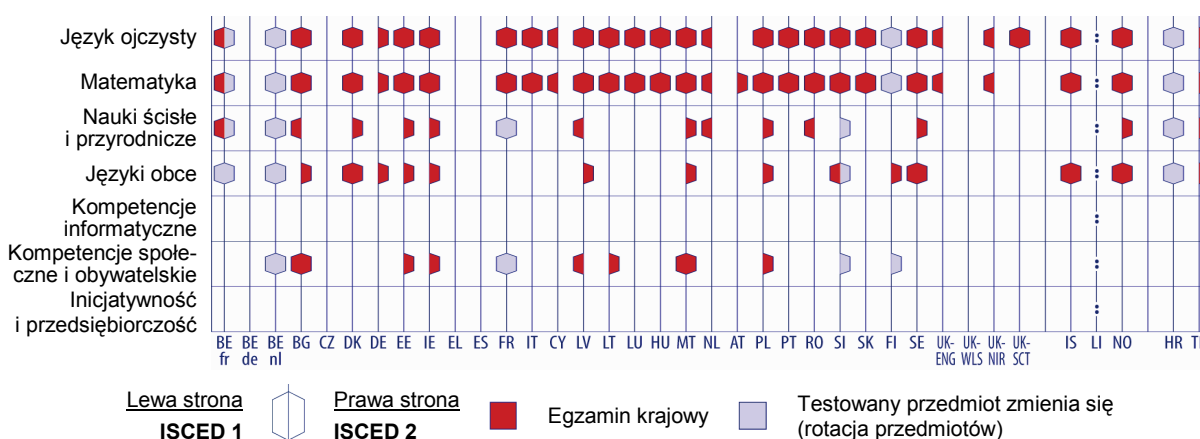 Język ojczysty
Matematyka
Nauki ścisłe
i przyrodnicze
Języki obce
Kompetencje
informatyczne
Kompetencje społe-
czne i obywatelskie
Inicjatywność
i przedsiębiorczość
BE fr BE de BE nl BG CZ DK DE EE IE EL ES FR IT CY LV LT LU HU MT NL AT PL PT RO SI SK FI SE UK-ENG UK-WLS UK-NIR UK-SCT IS LI NO HR
Lewa strona
ISCED 1
Prawa strona
ISCED 2
Egzamin krajowy
Testowany przedmiot zmienia się
(rotacja przedmiotów)